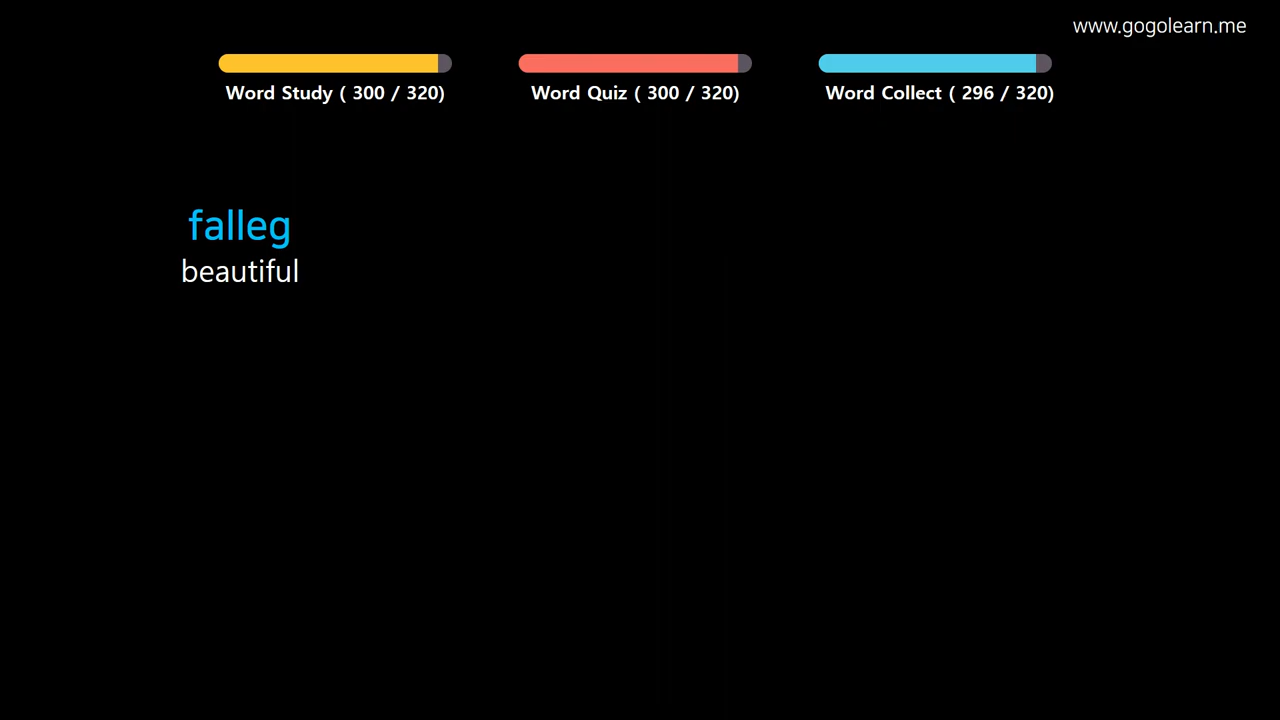 www.gogolearn.me
Word Study ( 300 / 320)
Word Quiz ( 300 / 320)
Word Collect ( 296 / 320)
falleg
beautiful